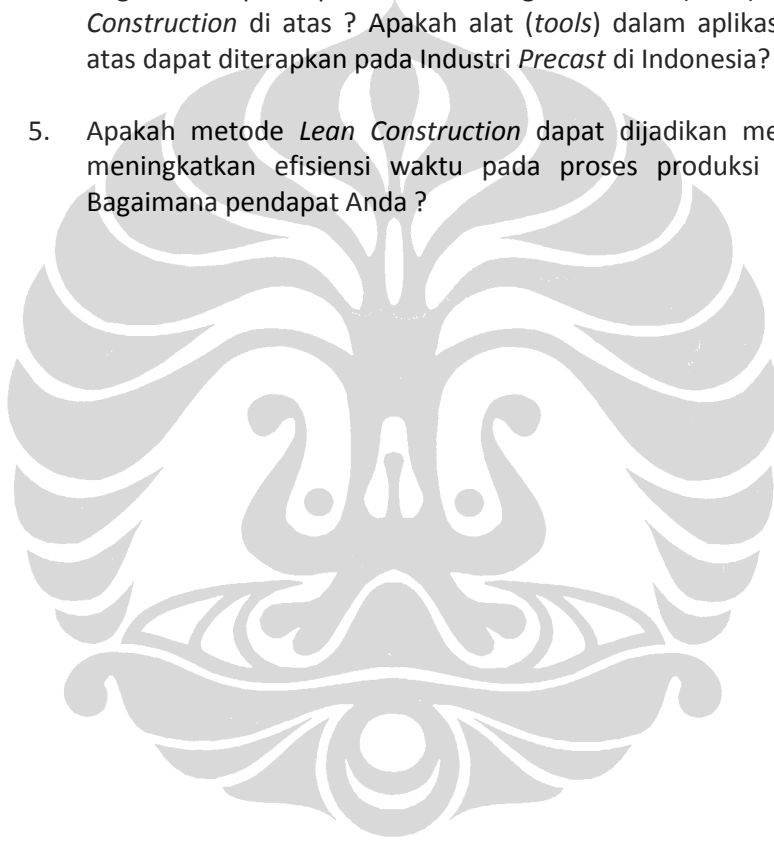 Construction di atas ? Apakah alat (tools) dalam aplikas
atas dapat diterapkan pada Industri Precast di Indonesia?
5. Apakah metode Lean Construction dapat dijadikan me
meningkatkan efisiensi waktu pada proses produksi
Bagaimana pendapat Anda ?